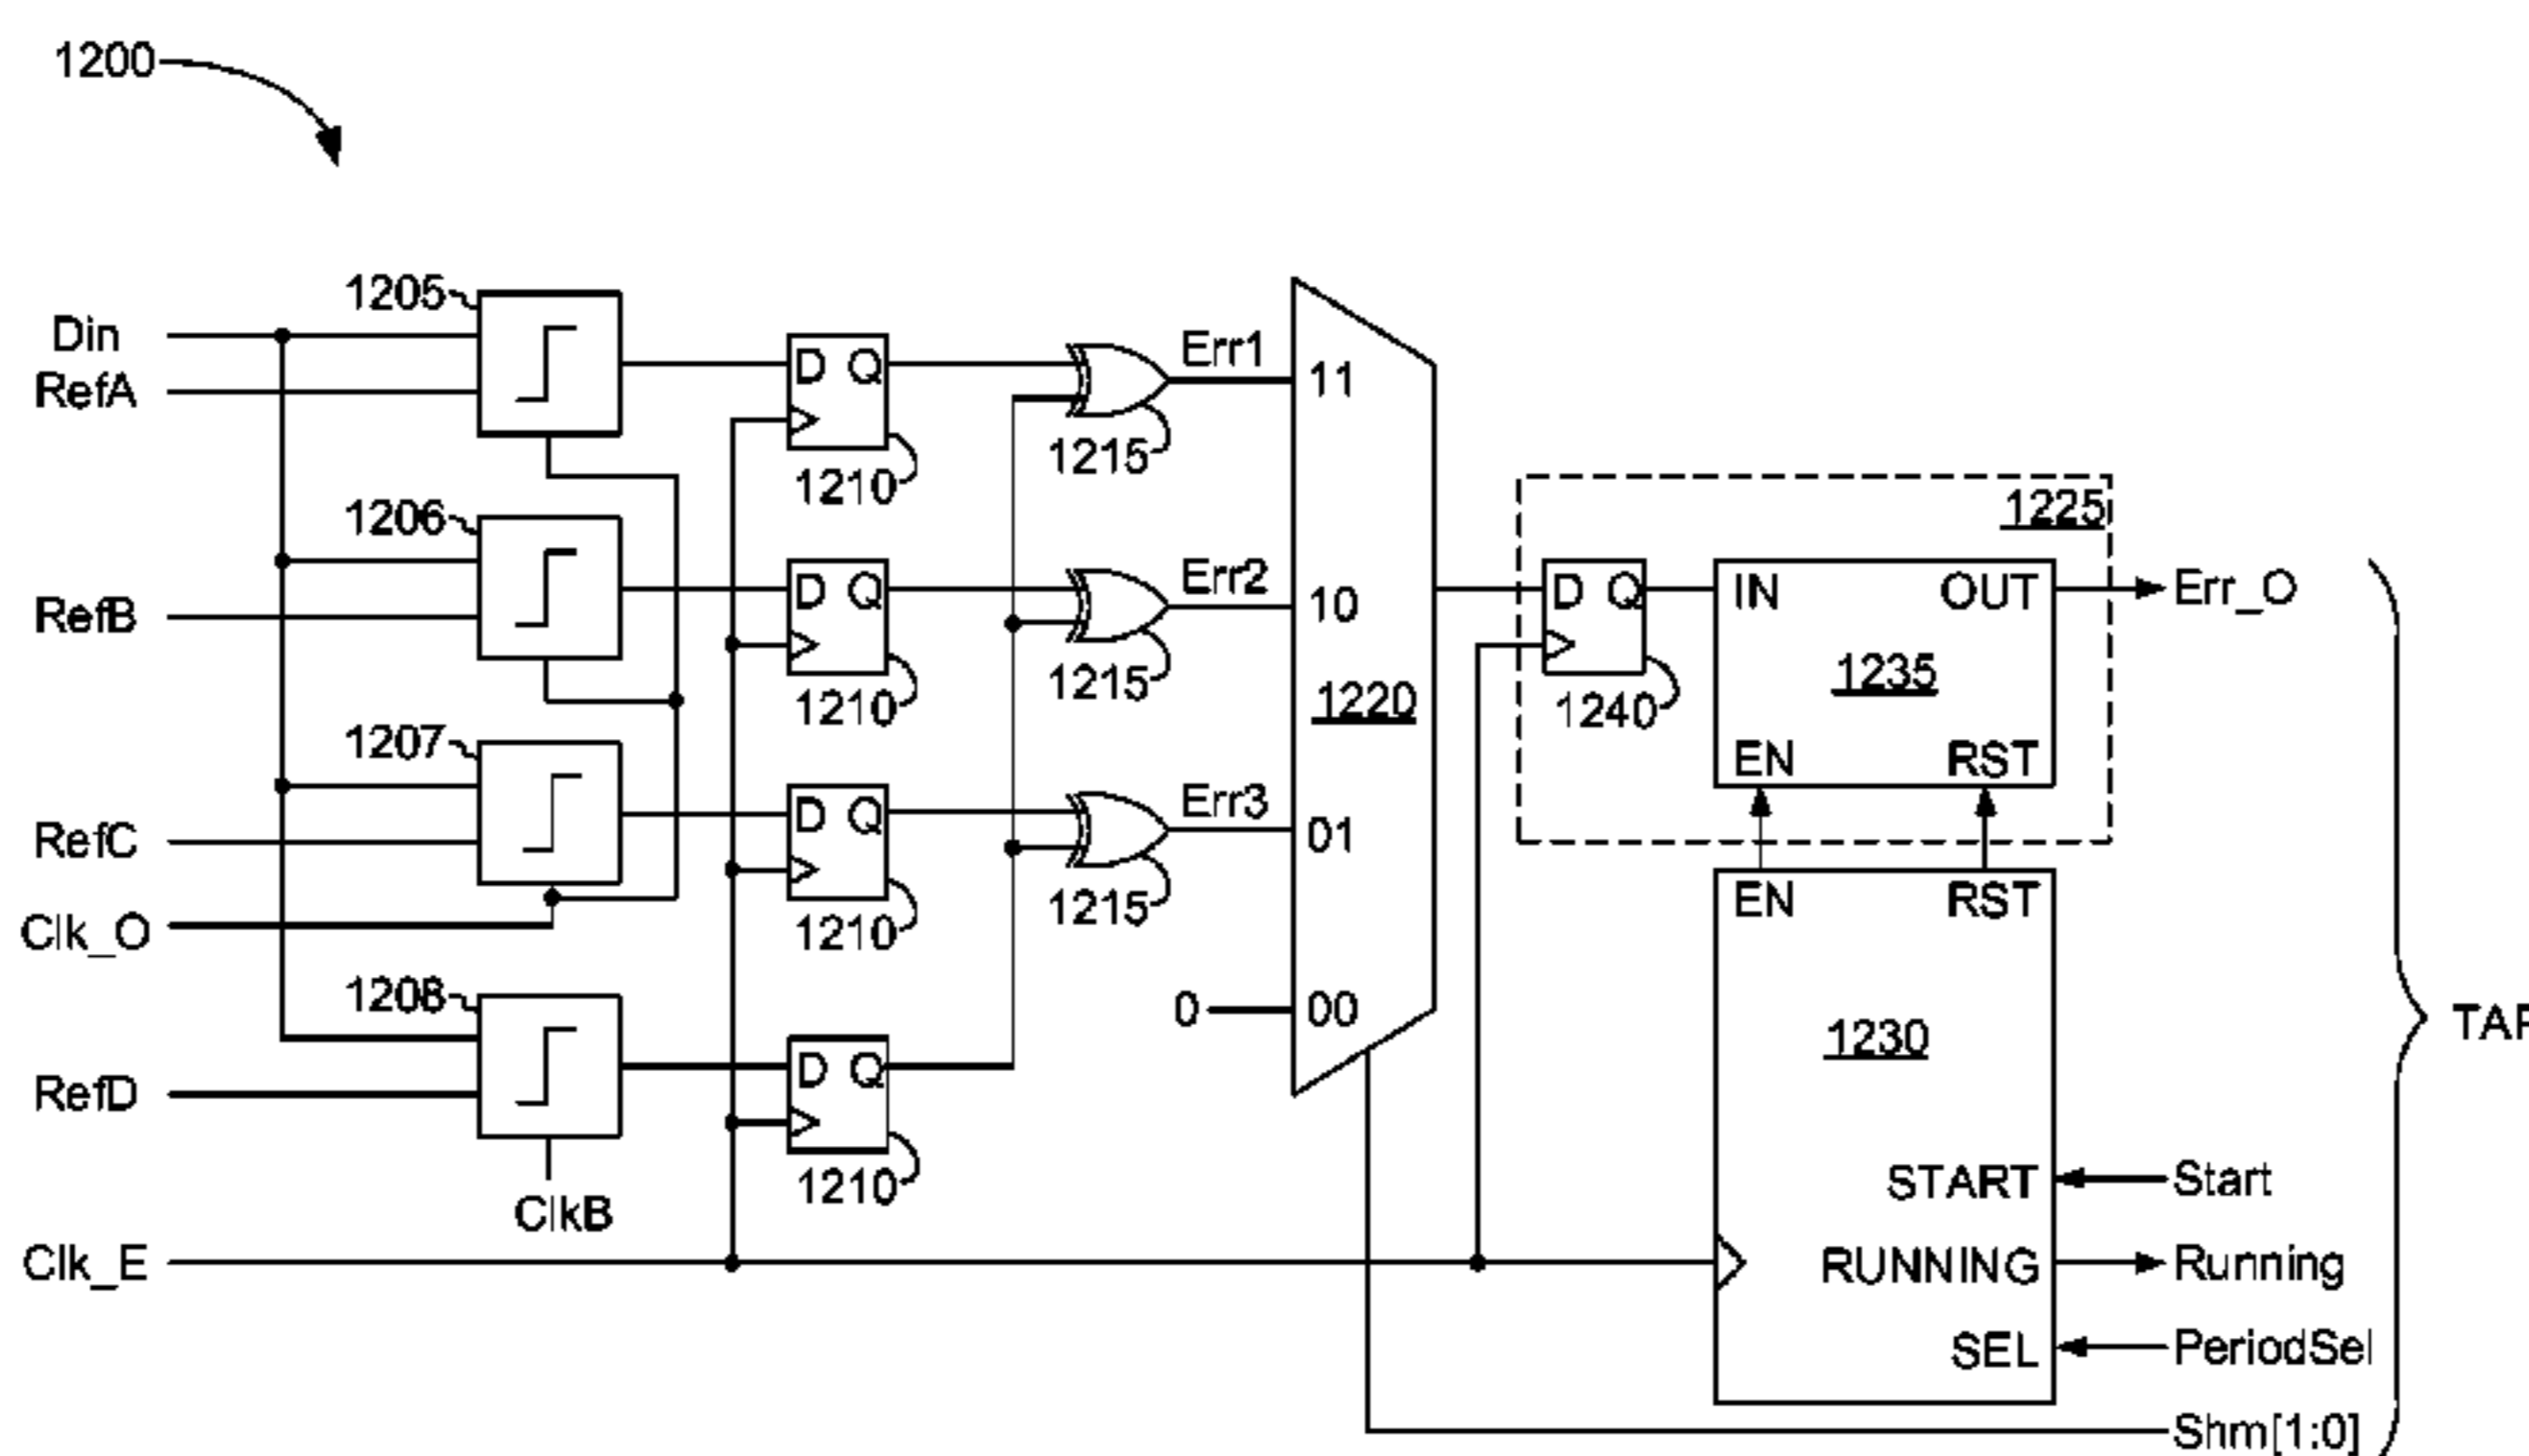 1200
1205
Din
RefA
D Q
1210
Err1
1215
11
1206
RefB
D Q
1210
Err2
1215
10
1220
1225
D Q
1240
IN OUT
1235
EN RST
Err_O
1207
RefC
Clk_O
D Q
1210
Err3
1215
01
1208
RefD
ClkB
D Q
1210
0
00
EN RST
1230
START
Start
Clk_E
RUNNING
Running
SEL
PeriodSel
Shm[1:0]